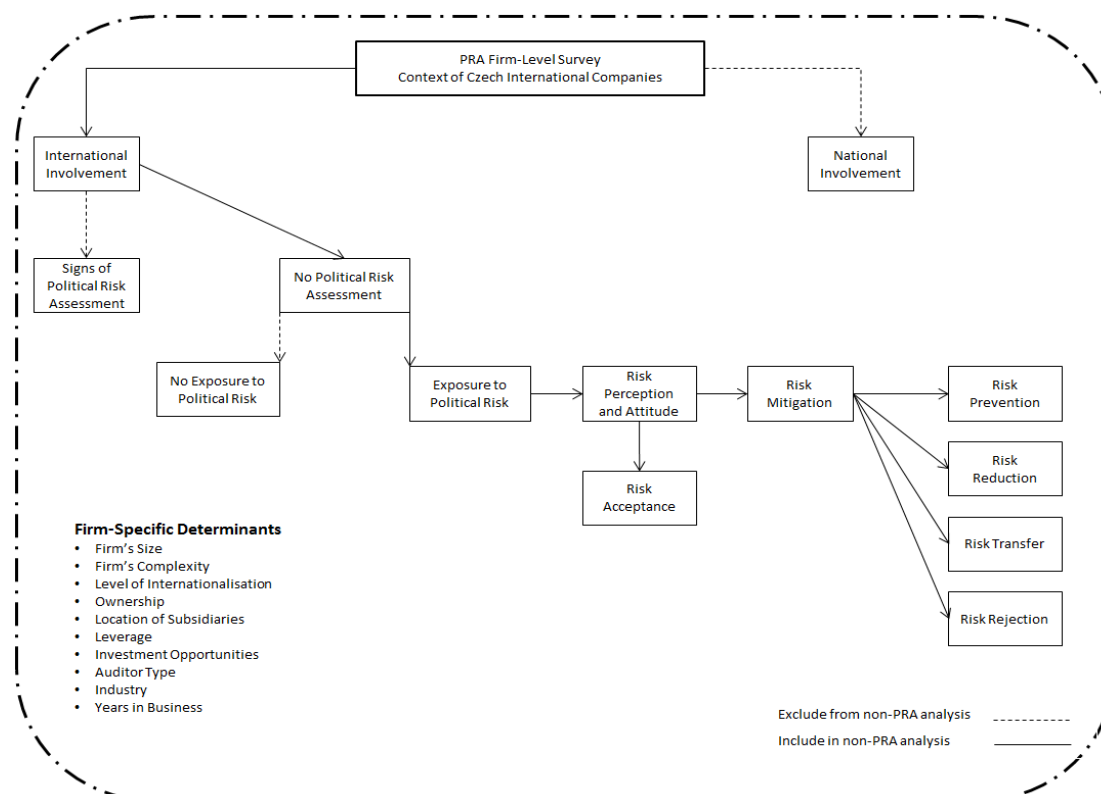 PRA Firm-Level Survey
Context of Czech International Companies
International
Involvement
National
Involvement
Signs of
Political Risk
Assessment
No Political Risk
Assessment
No Exposure to
Political Risk
Exposure to
Political Risk
Risk
Perception
and Attitude
Risk
Mitigation
Risk
Prevention
Risk
Acceptance
Risk
Reduction
Risk Transfer
Risk Rejection
Firm-Specific Determinants
• Firm's Size
• Firm's Complexity
• Level of Internationalisation
• Ownership
• Location of Subsidiaries
• Leverage
• Investment Opportunities
• Auditor Type
• Industry
• Years in Business
Exclude from non-PRA analysis
Include in non-PRA analysis